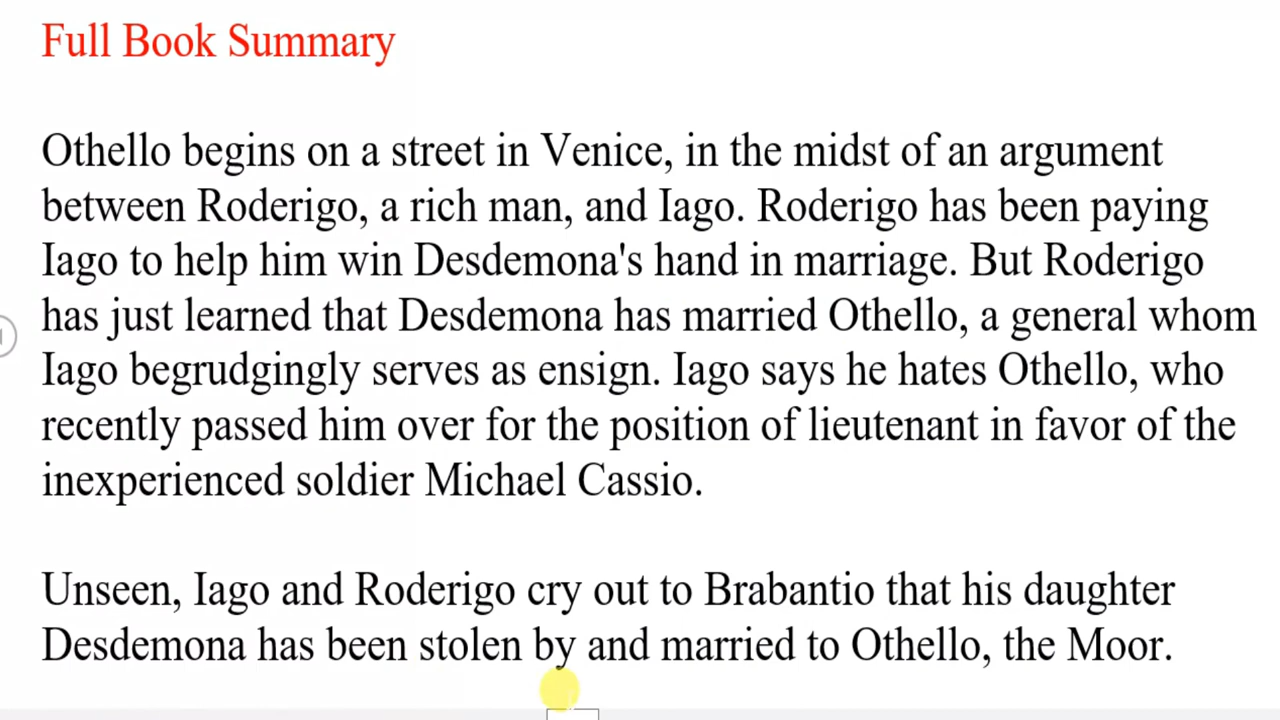 Full Book Summary
Othello begins on a street in Venice, in the midst of an argument
between Roderigo, a rich man, and Iago. Roderigo has been paying
Iago to help him win Desdemona's hand in marriage. But Roderigo
has just learned that Desdemona has married Othello, a general whom
Iago begrudgingly serves as ensign. Iago says he hates Othello, who
recently passed him over for the position of lieutenant in favor of the
inexperienced soldier Michael Cassio.
Unseen, Iago and Roderigo cry out to Brabantio that his daughter
Desdemona has been stolen by and married to Othello, the Moor.